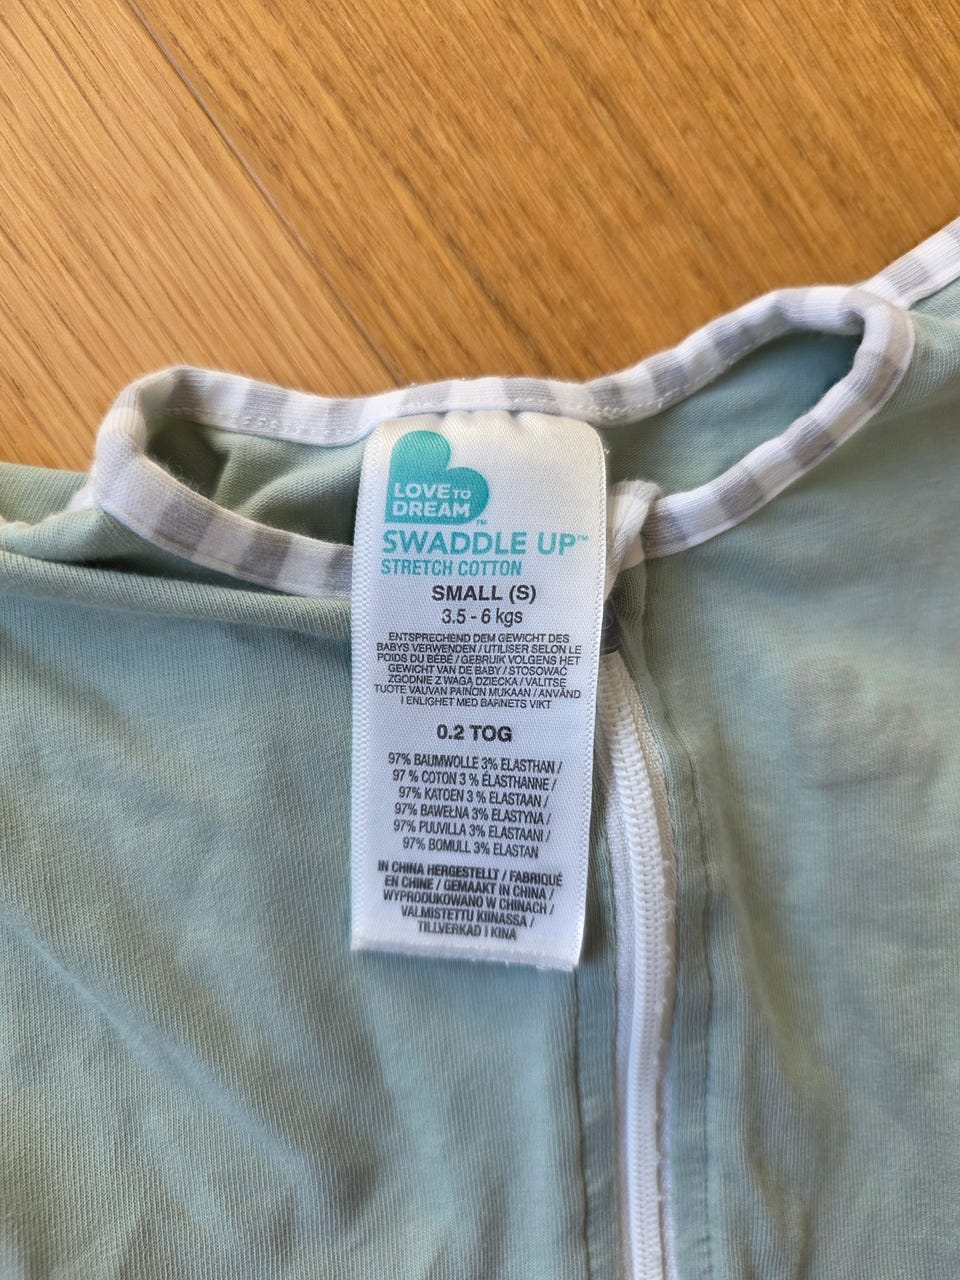 LOVE TO
DREAM™
SWADDLE UP™
STRETCH COTTON
SMALL (S)
3.5 - 6 kgs
ENTSPRECHEND DEM GEWICHT DES
BABYS VERWENDEN / UTILISER SELON LE
POIDS DU BÉBÉ / GEBRUIK VOLGENS HET
GEWICHT VAN DE BABY / STOSOWAĆ
ZGODNIE Z WAGĄ DZIECKA / VALITSE
TUOTE VAUVAN PAINON MUKAAN / ANVÄND
I ENLIGHET MED BARNETS VIKT
0.2 TOG
97% BAUMWOLLE 3% ELASTHAN /
97 % COTON 3 % ÉLASTHANNE /
97% KATOEN 3 % ELASTAAN /
97% BAWEŁNA 3% ELASTYNA /
97% PUUVILLA 3% ELASTAANI /
97% BOMULL 3% ELASTAN
IN CHINA HERGESTELLT / FABRIQUÉ
EN CHINE / GEMAAKT IN CHINA /
WYPRODUKOWANO W CHINACH /
VALMISTETTU KIINASSA /
TILLVERKAD I KINA